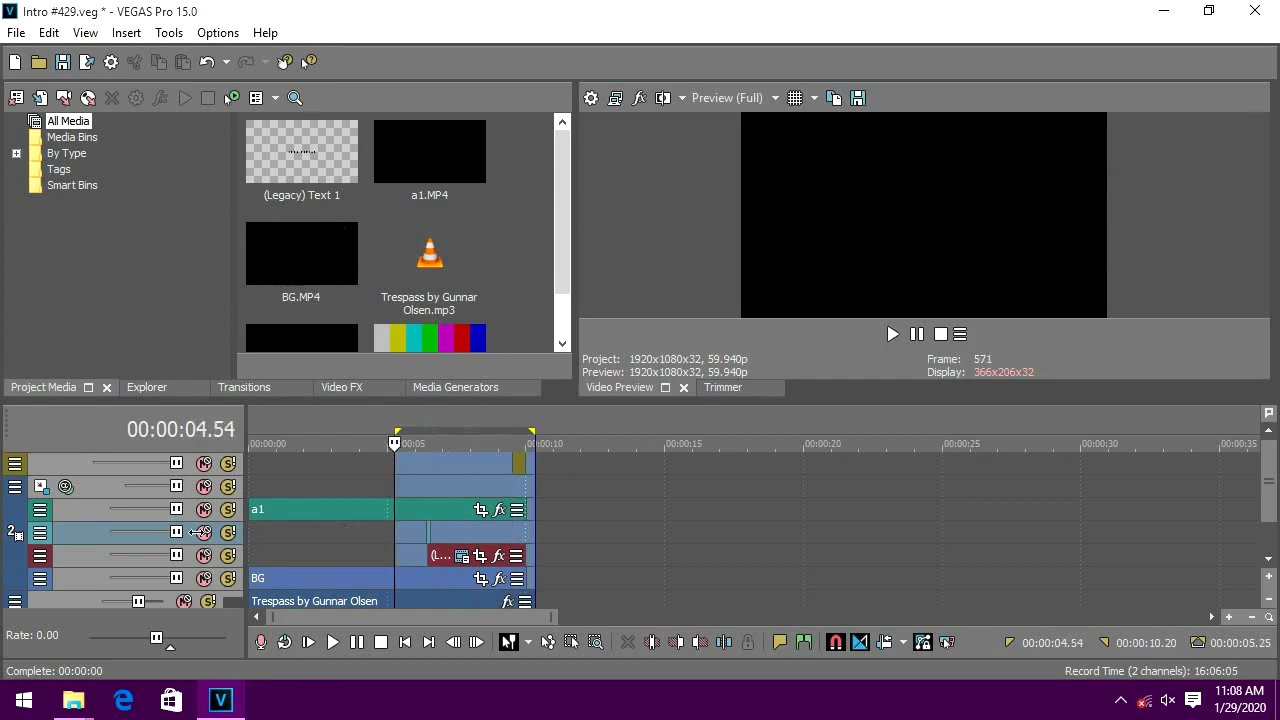 Intro #429.veg * - VEGAS Pro 15.0
File Edit View Insert Tools Options Help
Preview (Full)
All Media
Media Bins
By Type
Tags
Smart Bins
(Legacy) Text 1
a1.MP4
BG.MP4
Trespass by Gunnar
Olsen.mp3
Project: 1920x1080x32, 59.940p
Preview: 1920x1080x32, 59.940p
Frame: 571
Display: 366x206x32
Project Media Explorer Transitions Video FX Media Generators
Video Preview Trimmer
00:00:04.54
00:00:00 00:05 00:00:10 00:00:15 00:00:20 00:00:25 00:00:30 00:00:35
a1
2
(L...
BG
Trespass by Gunnar Olsen
Rate: 0.00
00:00:04.54 00:00:10.20 00:00:05.25
Complete: 00:00:00
Record Time (2 channels): 16:06:05
11:08 AM
1/29/2020